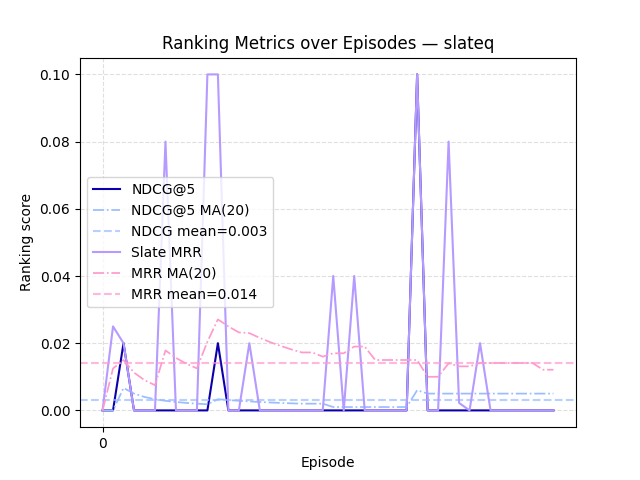 Ranking Metrics over Episodes — slateq
Ranking score
0.10
0.08
0.06
0.04
0.02
0.00
NDCG@5
NDCG@5 MA(20)
NDCG mean=0.003
Slate MRR
MRR MA(20)
MRR mean=0.014
0
Episode